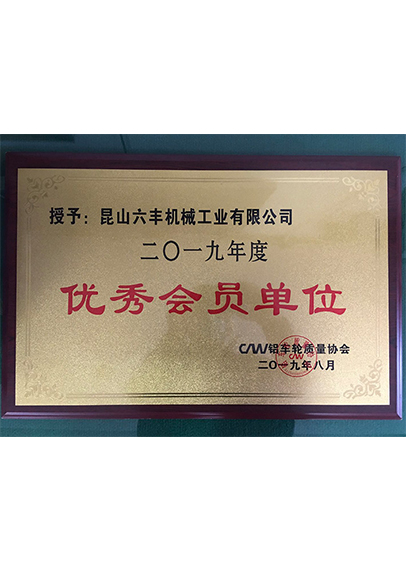 授予：昆山六丰机械工业有限公司
二〇一九年度
优秀会员单位
CAW铝车轮质量协会
二〇一九年八月